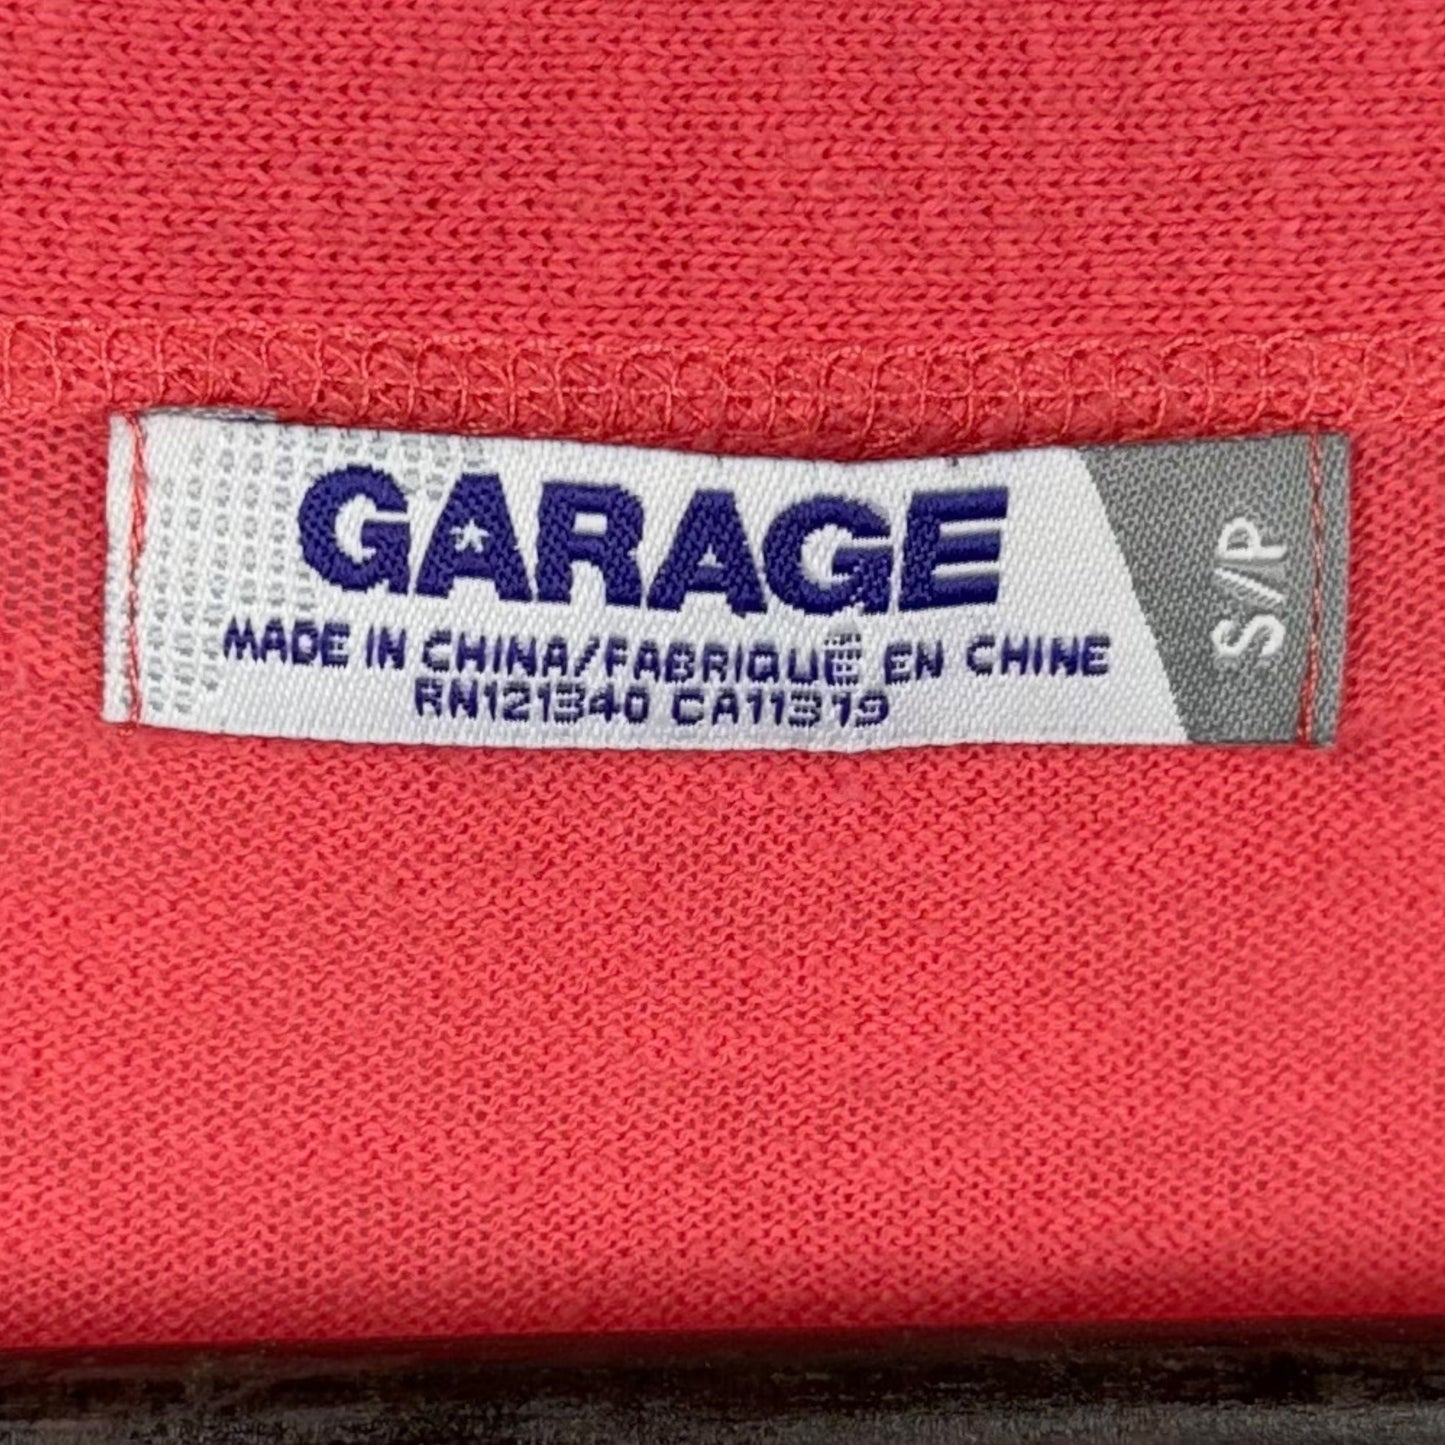 GARAGE
MADE IN CHINA/FABRIQUÉ EN CHINE
RN121340 CA11319
S/P